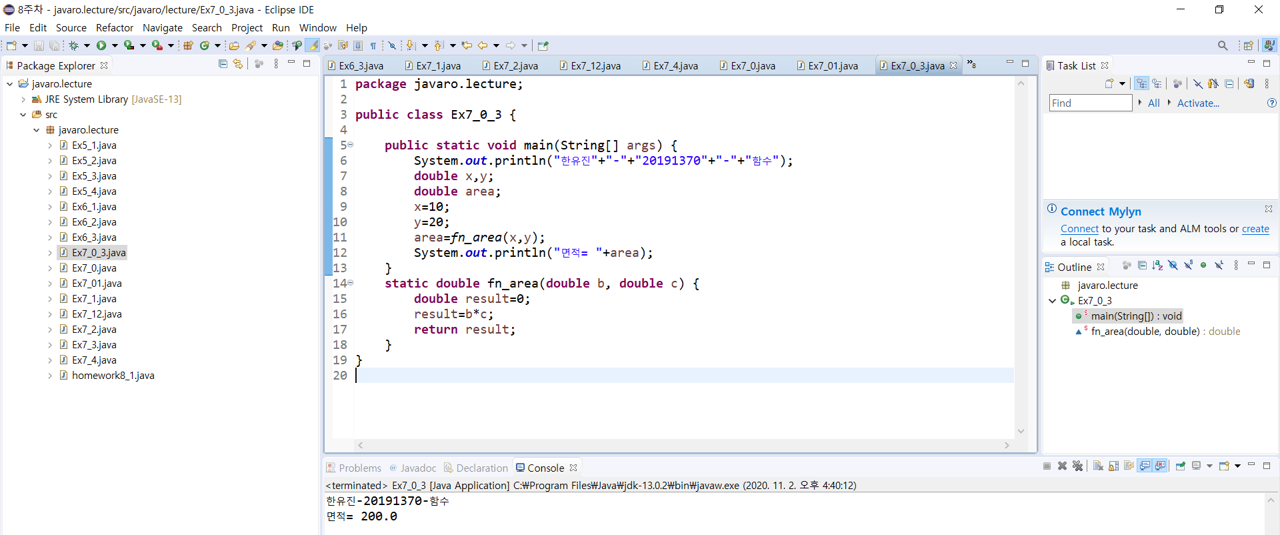 8주차 - javaro.lecture/src/javaro/lecture/Ex7_0_3.java - Eclipse IDE
File Edit Source Refactor Navigate Search Project Run Window Help
Package Explorer
javaro.lecture
JRE System Library [JavaSE-13]
src
javaro.lecture
Ex5_1.java
Ex5_2.java
Ex5_3.java
Ex5_4.java
Ex6_1.java
Ex6_2.java
Ex6_3.java
Ex7_0_3.java
Ex7_0.java
Ex7_01.java
Ex7_1.java
Ex7_12.java
Ex7_2.java
Ex7_3.java
Ex7_4.java
homework8_1.java
Ex6_3.java Ex7_1.java Ex7_2.java Ex7_12.java Ex7_4.java Ex7_0.java Ex7_01.java Ex7_0_3.java »8
1 package javaro.lecture;
2
3 public class Ex7_0_3 {
4
5 public static void main(String[] args) {
6 System.out.println("한유진"+"-"+"20191370"+"-"+"함수");
7 double x,y;
8 double area;
9 x=10;
10 y=20;
11 area=fn_area(x,y);
12 System.out.println("면적= "+area);
13 }
14 static double fn_area(double b, double c) {
15 double result=0;
16 result=b*c;
17 return result;
18 }
19 }
20
Task List
Find All Activate...
Connect Mylyn
Connect to your task and ALM tools or create
a local task.
Outline
javaro.lecture
Ex7_0_3
main(String[]) : void
fn_area(double, double) : double
Problems Javadoc Declaration Console
<terminated> Ex7_0_3 [Java Application] C:₩Program Files₩Java₩jdk-13.0.2₩bin₩javaw.exe (2020. 11. 2. 오후 4:40:12)
한유진-20191370-함수
면적= 200.0